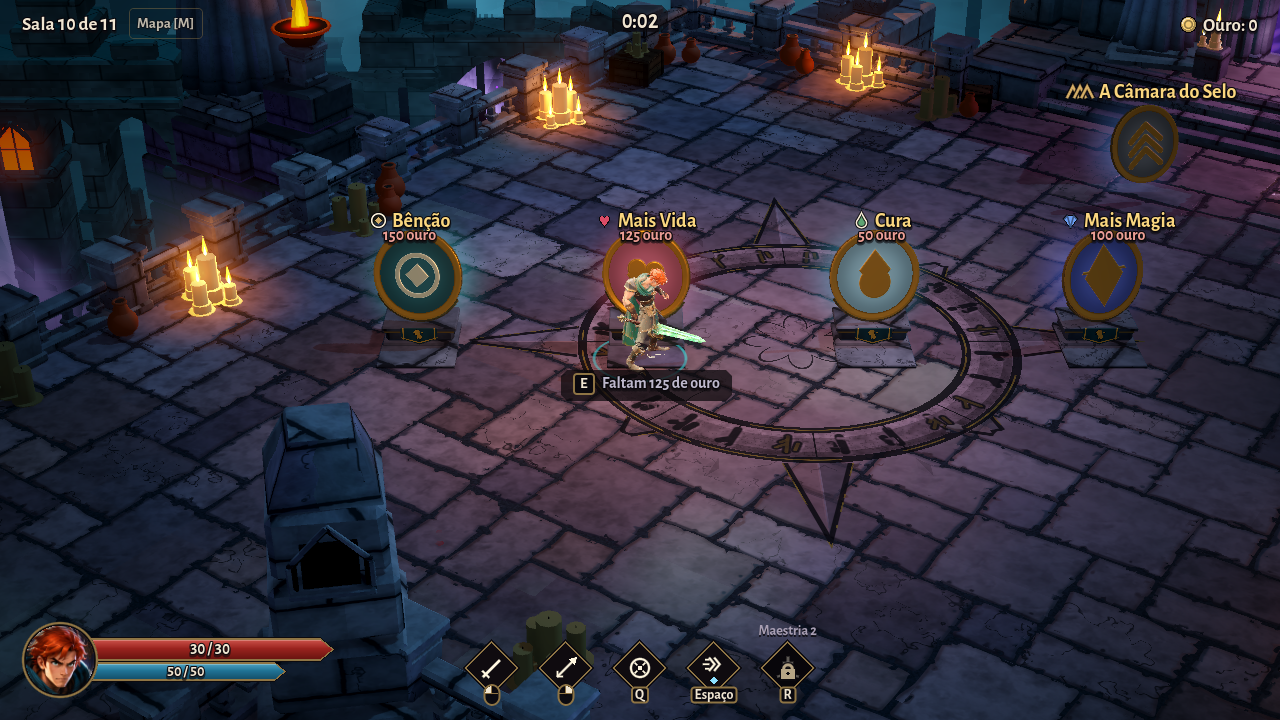 Sala 10 de 11
Mapa [M]
0:02
Ouro: 0
A Câmara do Selo
Bênção
150 ouro
Mais Vida
125 ouro
Cura
50 ouro
Mais Magia
100 ouro
E Faltam 125 de ouro
30/30
50/50
Maestria 2
Q
Espaço
R